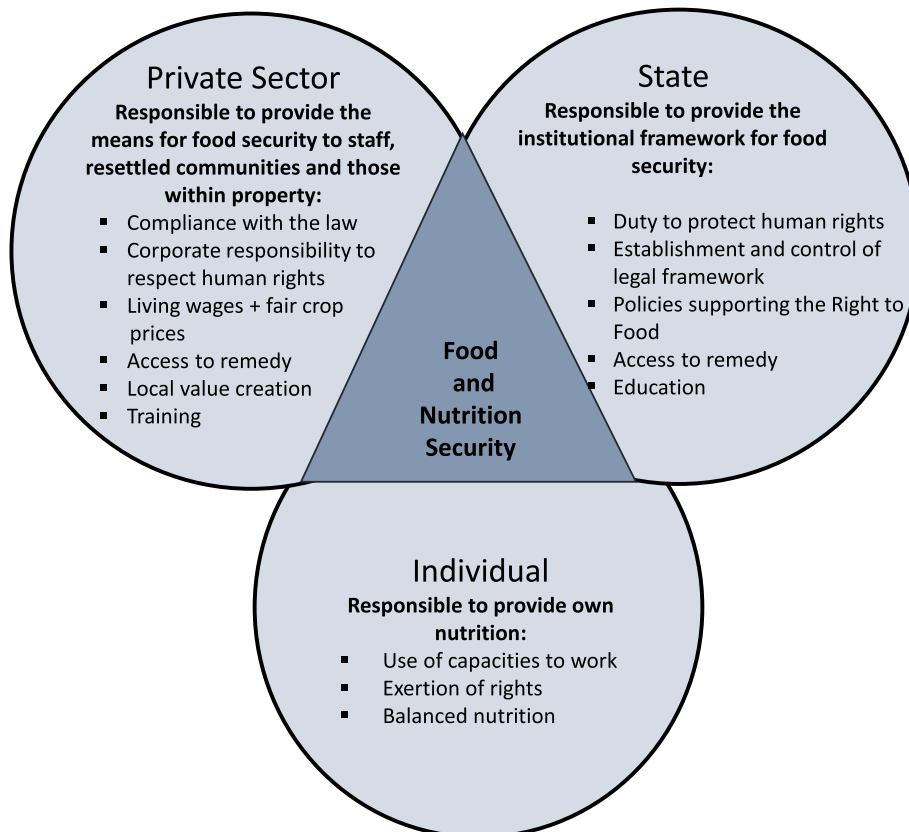 Private Sector
Responsible to provide the
means for food security to staff,
resettled communities and those
within property:
▪ Compliance with the law
▪ Corporate responsibility to
respect human rights
▪ Living wages + fair crop
prices
▪ Access to remedy
▪ Local value creation
▪ Training
State
Responsible to provide the
institutional framework for food
security:
▪ Duty to protect human rights
▪ Establishment and control of
legal framework
▪ Policies supporting the Right to
Food
▪ Access to remedy
▪ Education
Food
and
Nutrition
Security
Individual
Responsible to provide own
nutrition:
▪ Use of capacities to work
▪ Exertion of rights
▪ Balanced nutrition